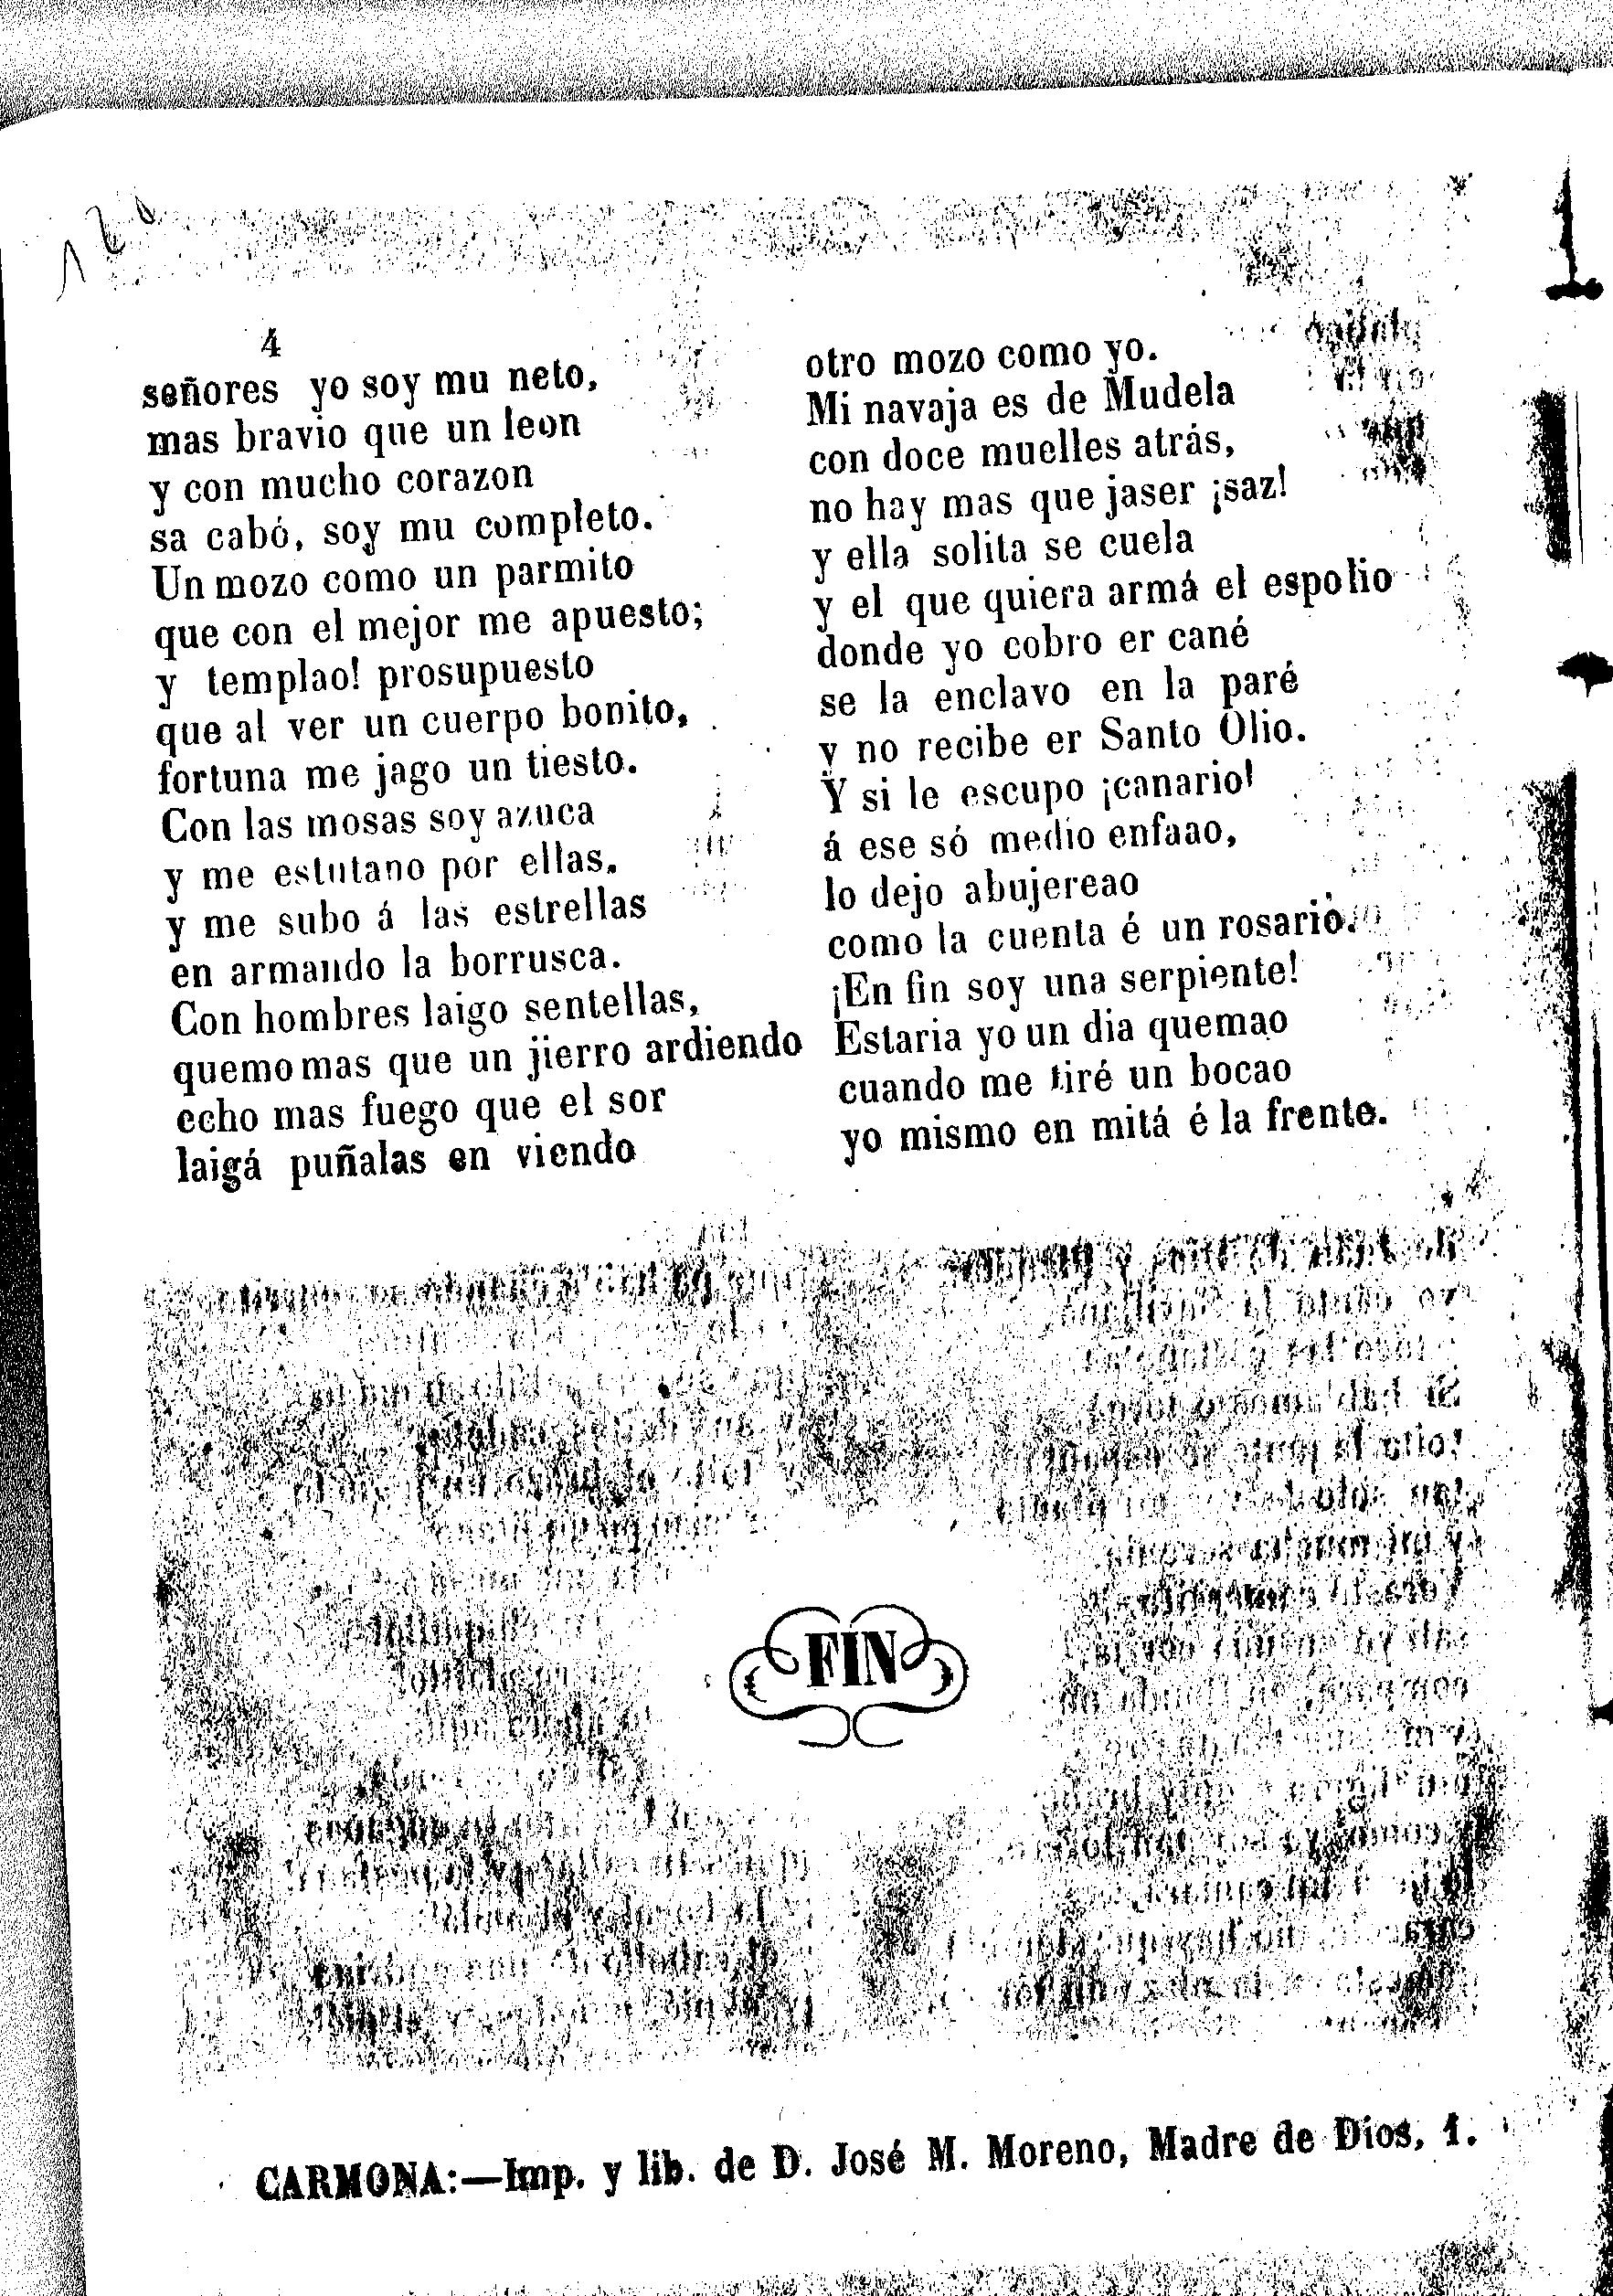 4
señores yo soy mu neto,
mas bravio que un leon
y con mucho corazon
sa cabó, soy mu completo.
Un mozo como un parmito
que con el mejor me apuesto;
y templao! prosupuesto
que al ver un cuerpo bonito,
fortuna me jago un tiesto.
Con las mosas soy azuca
y me estutano por ellas.
y me subo á las estrellas
en armando la borrusca.
Con hombres laigo sentellas,
quemo mas que un jierro ardiendo
echo mas fuego que el sor
laigá puñalas en viendo
otro mozo como yo.
Mi navaja es de Mudela
con doce muelles atrás,
no hay mas que jaser ¡saz!
y ella solita se cuela
y el que quiera armá el espolio
donde yo cobro er cané
se la enclavo en la paré
y no recibe er Santo Olio.
Y si le escupo ¡canario!
á ese só medio enfaao,
lo dejo abujereao
como la cuenta é un rosario.
¡En fin soy una serpiente!
Estaria yo un dia quemao
cuando me tiré un bocao
yo mismo en mitá é la frente.
FIN
CARMONA:—Imp. y lib. de D. José M. Moreno, Madre de Dios, 1.